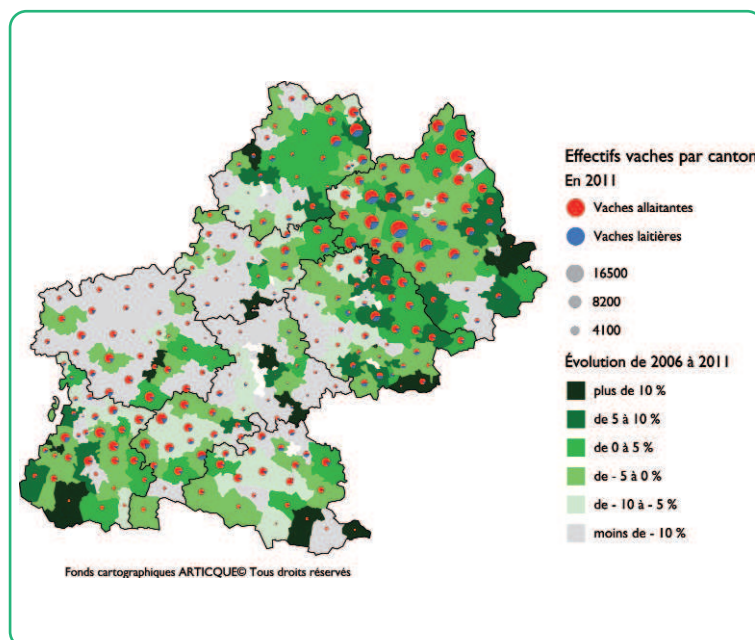 Effectifs vaches par canton
En 2011
Vaches allaitantes
Vaches laitières
16500
8200
4100
Évolution de 2006 à 2011
plus de 10 %
de 5 à 10 %
de 0 à 5 %
de - 5 à 0 %
de - 10 à - 5 %
moins de - 10 %
Fonds cartographiques ARTICQUE© Tous droits réservés